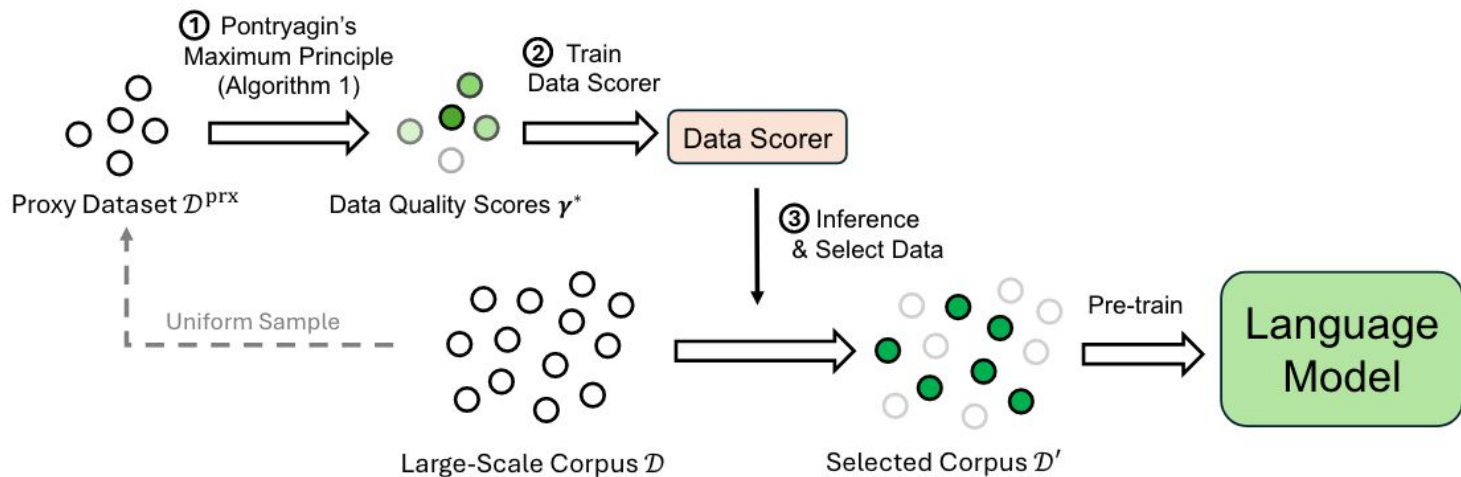 ① Pontryagin's
Maximum Principle
(Algorithm 1)
② Train
Data Scorer
Data Scorer
Proxy Dataset 𝒟ᵖʳˣ
Data Quality Scores γ*
③ Inference
& Select Data
Uniform Sample
Pre-train
Language
Model
Large-Scale Corpus 𝒟
Selected Corpus 𝒟′